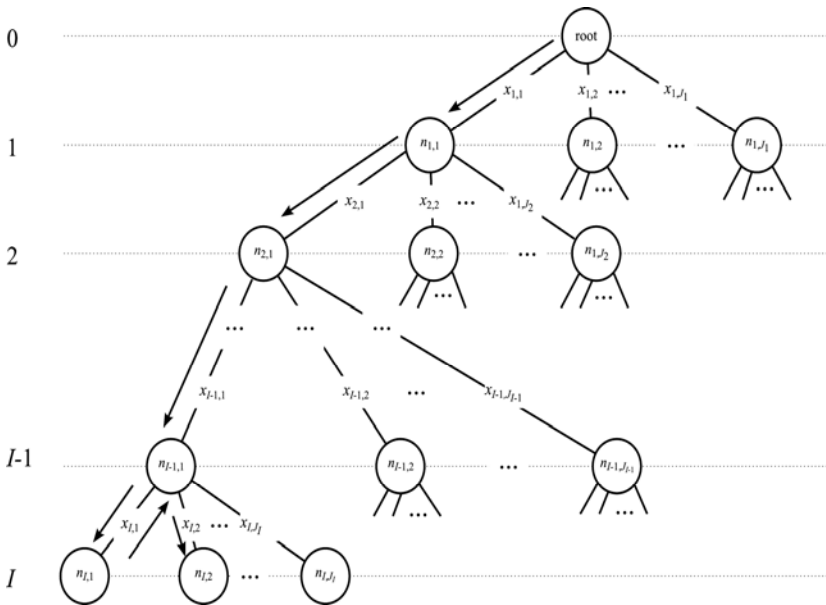 0 root
x1,1 x1,2 ... x1,J1
1 n1,1 n1,2 ... n1,J1
...
...
x2,1 x2,2 ... x1,J2
2 n2,1 n2,2 ... n1,J2
...
...
... ... ...
xI-1,1 xI-1,2 ... xI-1,JI-1
I-1 nI-1,1 nI-1,2 ... nI-1,JI-1
...
...
xI,1 xI,2 ... xI,JI
I nI,1 nI,2 ... nI,JI